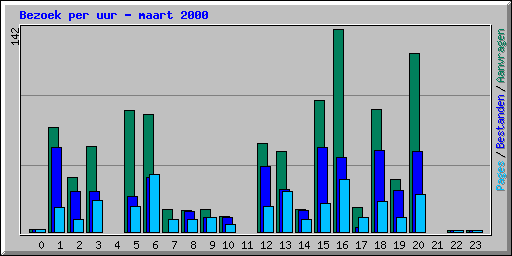 Bezoek per uur - maart 2000
142
Pages / Bestanden / Aanvragen
0 1 2 3 4 5 6 7 8 9 10 11 12 13 14 15 16 17 18 19 20 21 22 23